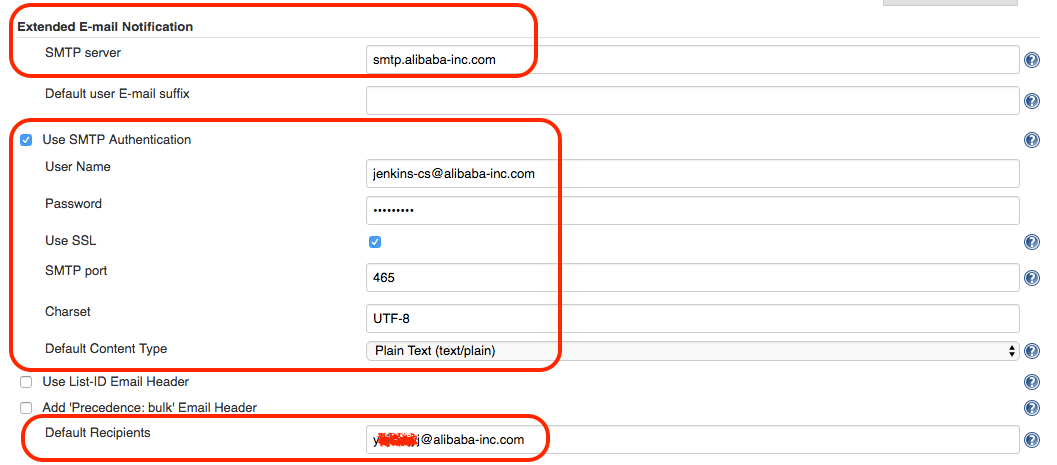 Extended E-mail Notification
SMTP server
smtp.alibaba-inc.com
Default user E-mail suffix
Use SMTP Authentication
User Name
jenkins-cs@alibaba-inc.com
Password
•••••••••
Use SSL
SMTP port
465
Charset
UTF-8
Default Content Type
Plain Text (text/plain)
Use List-ID Email Header
Add 'Precedence: bulk' Email Header
Default Recipients
@alibaba-inc.com